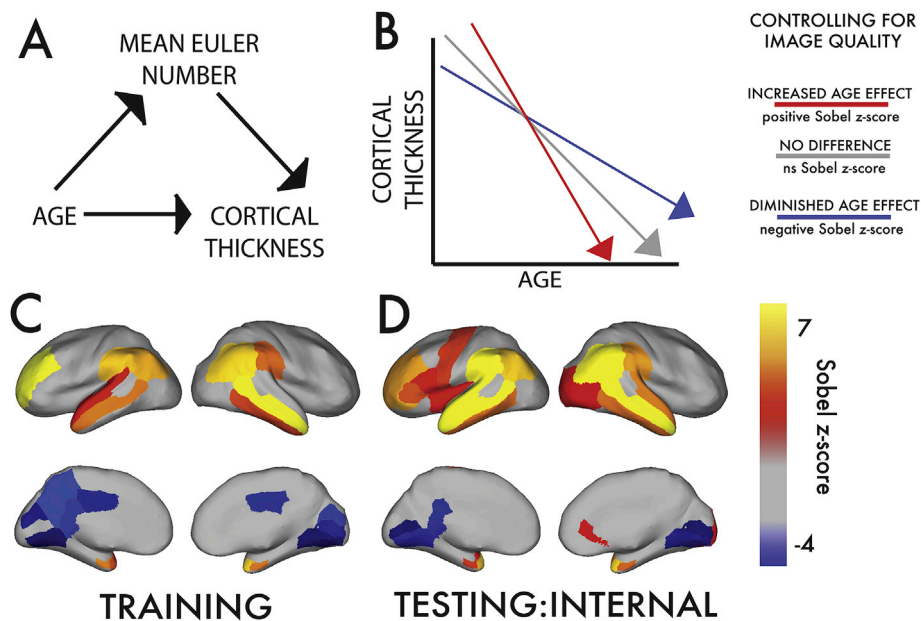 A
MEAN EULER
NUMBER
AGE
CORTICAL
THICKNESS
B
CORTICAL
THICKNESS
AGE
CONTROLLING FOR
IMAGE QUALITY
INCREASED AGE EFFECT
positive Sobel z-score
NO DIFFERENCE
ns Sobel z-score
DIMINISHED AGE EFFECT
negative Sobel z-score
C
TRAINING
D
TESTING:INTERNAL
7
Sobel z-score
-4